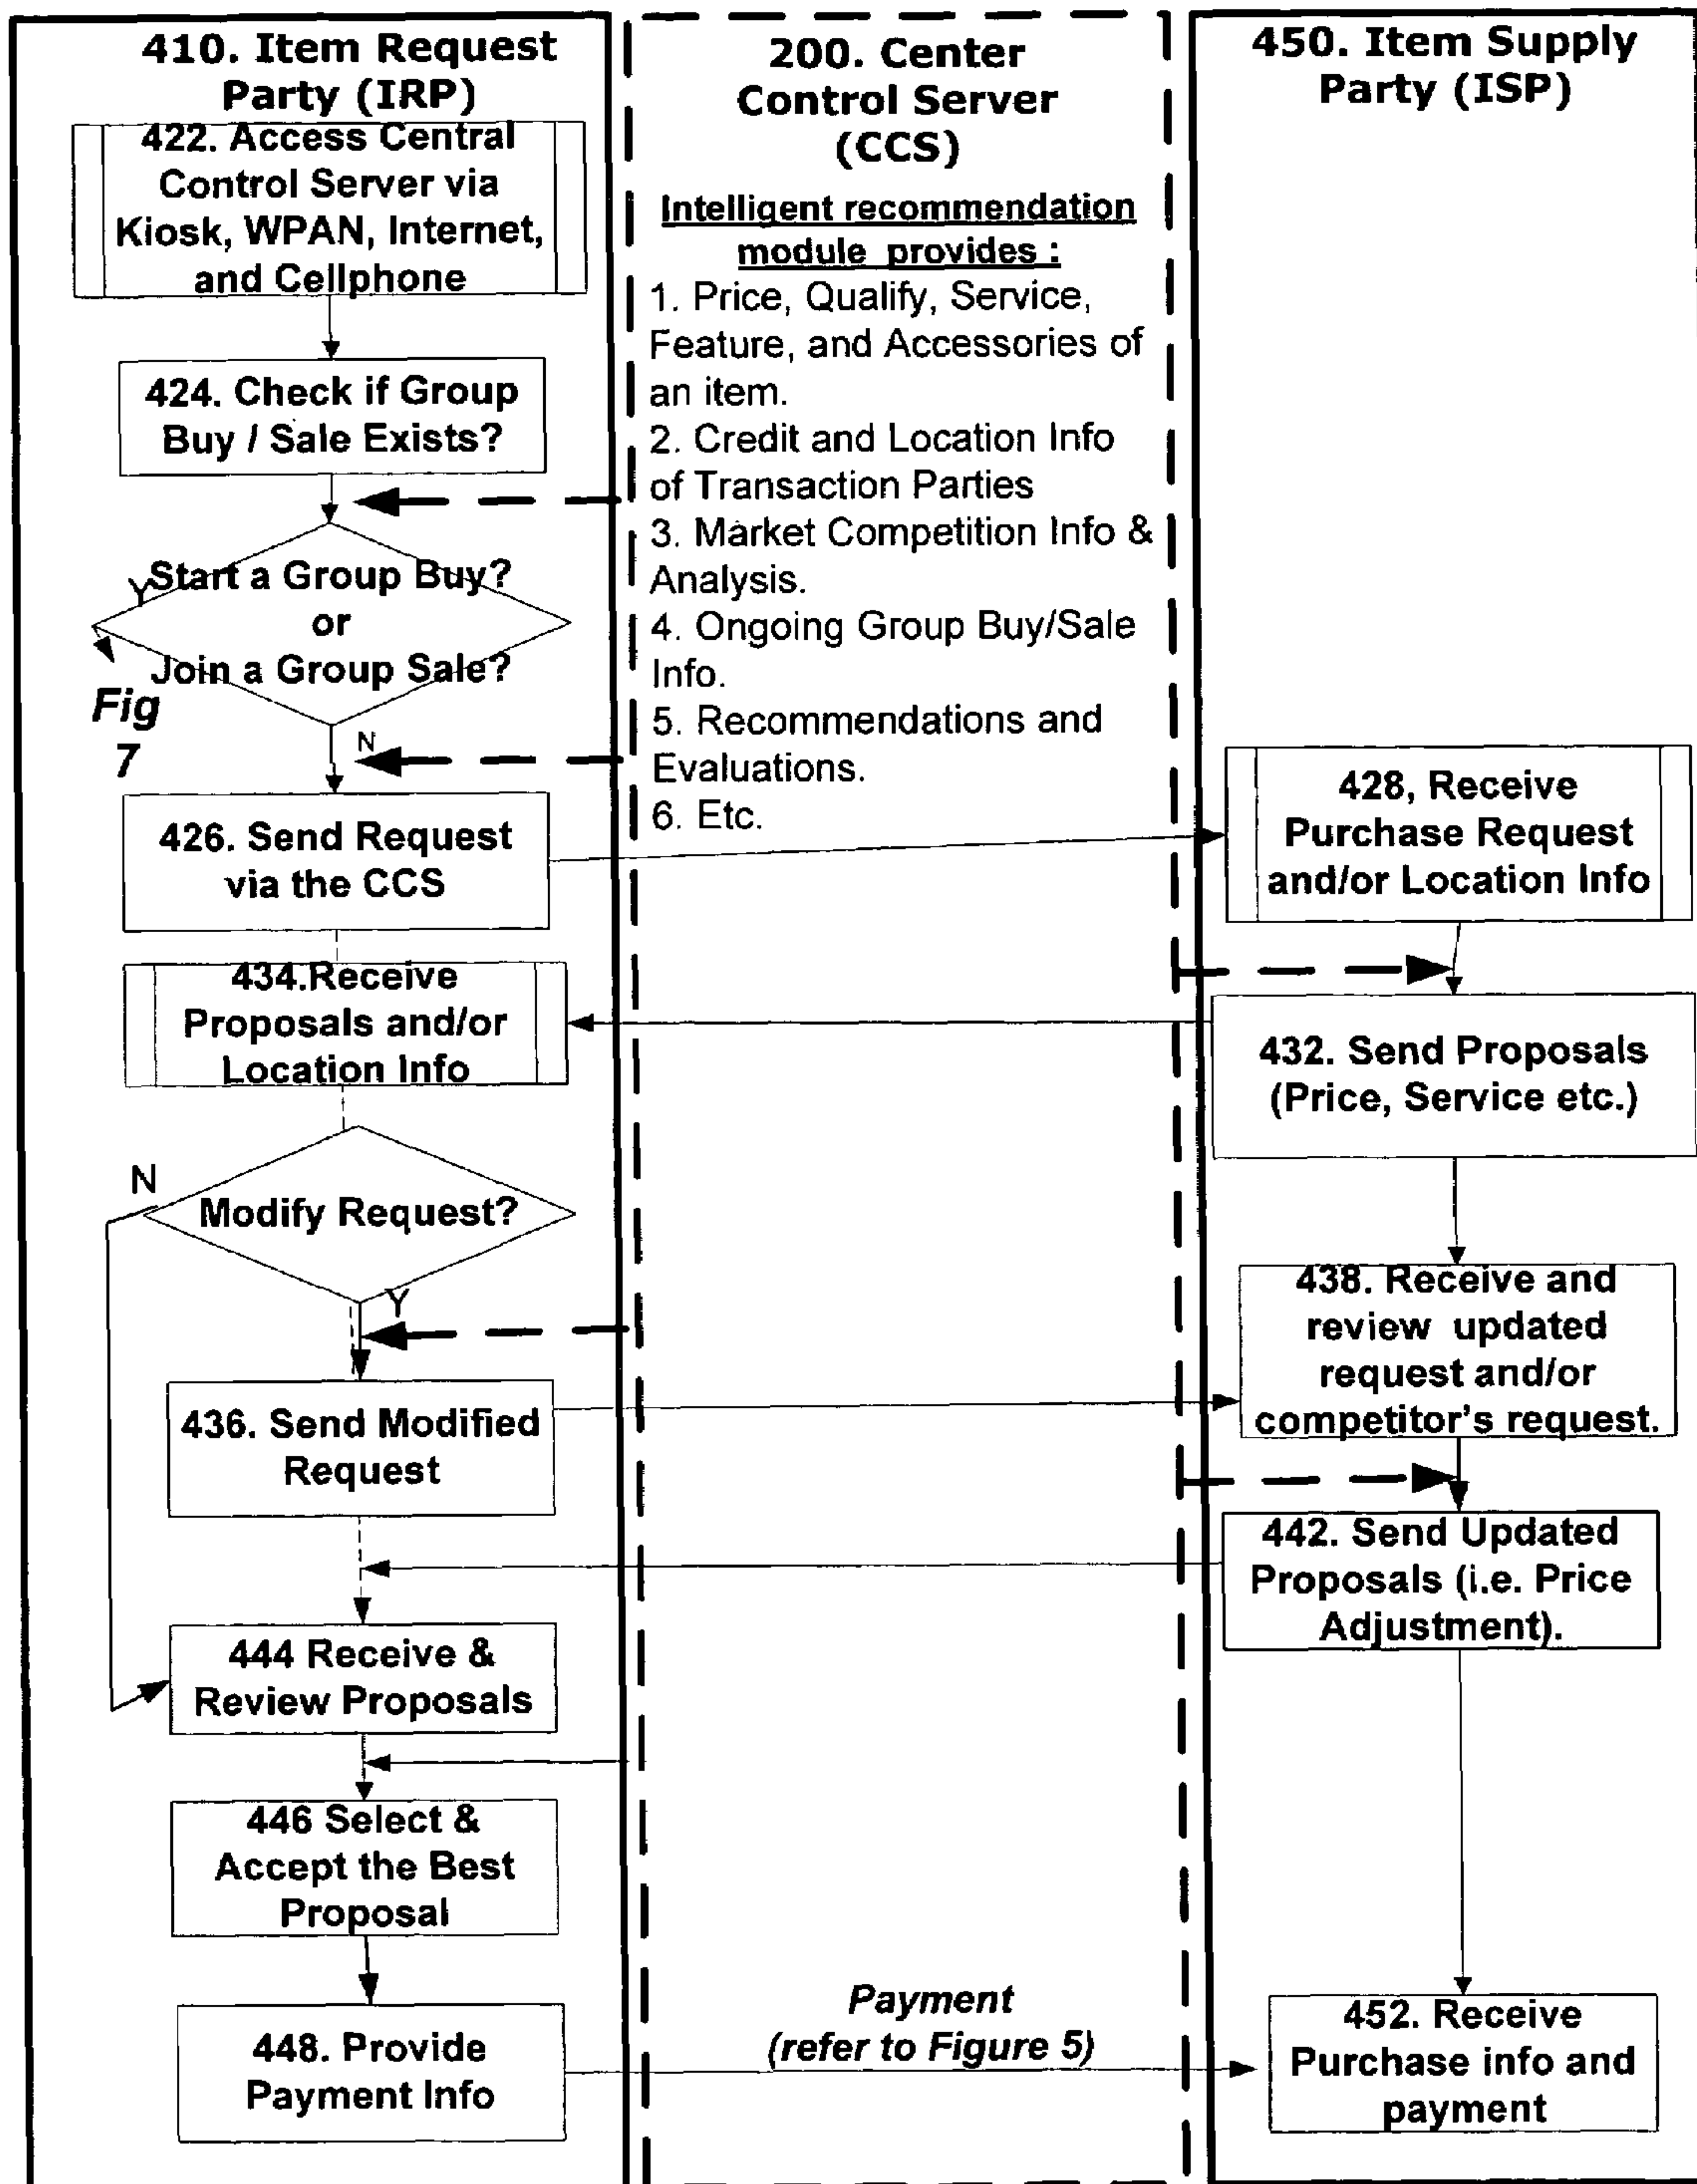 410. Item Request
Party (IRP)
422. Access Central
Control Server via
Kiosk, WPAN, Internet,
and Cellphone
424. Check if Group
Buy / Sale Exists?
Y
Start a Group Buy?
or
Join a Group Sale?
Fig
7
N
426. Send Request
via the CCS
434.Receive
Proposals and/or
Location Info
N
Modify Request?
Y
436. Send Modified
Request
444 Receive &
Review Proposals
446 Select &
Accept the Best
Proposal
448. Provide
Payment Info
200. Center
Control Server
(CCS)
Intelligent recommendation
module provides :
1. Price, Qualify, Service,
Feature, and Accessories of
an item.
2. Credit and Location Info
of Transaction Parties
3. Market Competition Info &
Analysis.
4. Ongoing Group Buy/Sale
Info.
5. Recommendations and
Evaluations.
6. Etc.
Payment
(refer to Figure 5)
450. Item Supply
Party (ISP)
428, Receive
Purchase Request
and/or Location Info
432. Send Proposals
(Price, Service etc.)
438. Receive and
review updated
request and/or
competitor's request.
442. Send Updated
Proposals (i.e. Price
Adjustment).
452. Receive
Purchase info and
payment